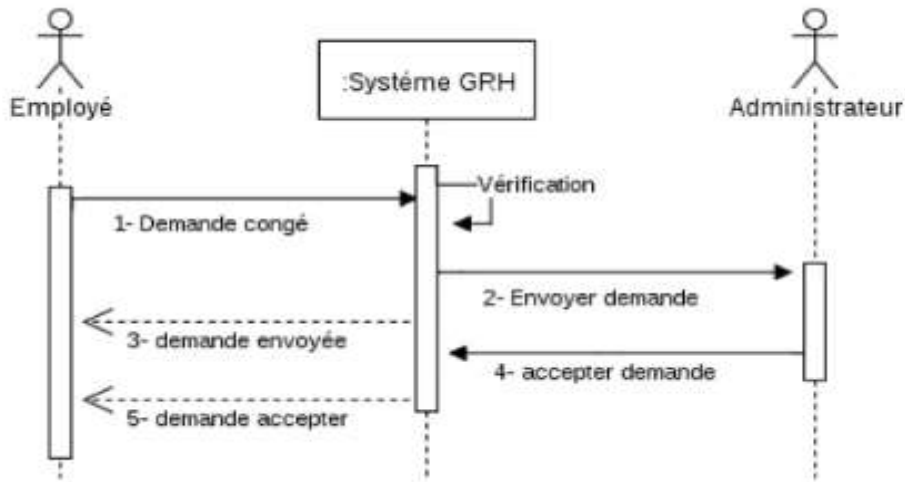 Employé
:Systéme GRH
Administrateur
Vérification
1- Demande congé
2- Envoyer demande
3- demande envoyée
4- accepter demande
5- demande accepter